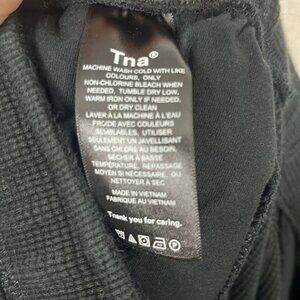 Tna®
MACHINE WASH COLD WITH LIKE
COLOURS, ONLY
NON-CHLORINE BLEACH WHEN
NEEDED, TUMBLE DRY LOW,
WARM IRON ONLY IF NEEDED,
OR DRY CLEAN
LAVER À LA MACHINE À L'EAU
FROIDE AVEC COULEURS
SEMBLABLES, UTILISER
SEULEMENT UN JAVELLISANT
SANS CHLORE AU BESOIN,
SÉCHER À BASSE
TEMPÉRATURE, REPASSAGE
MOYEN SI NÉCESSAIRE, OU
NETTOYER À SEC
MADE IN VIETNAM
FABRIQUÉ AU VIETNAM
Thank you for caring.